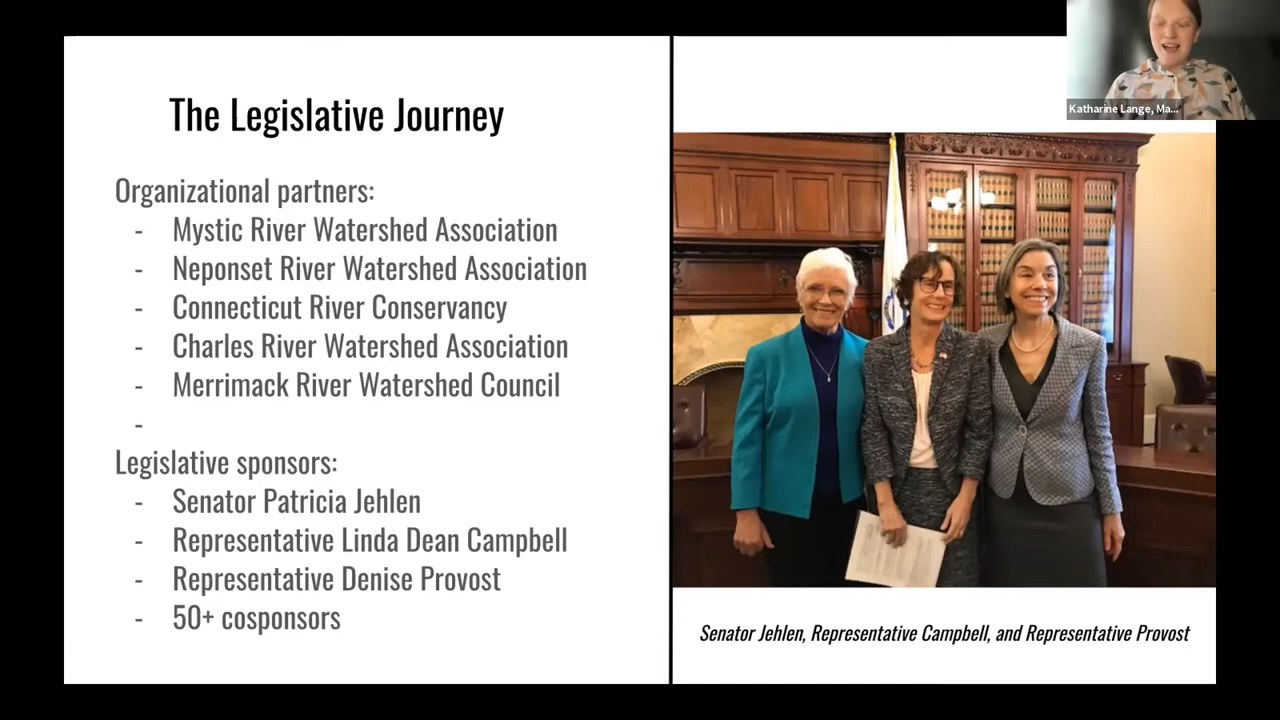 Katharine Lange, Ma...
The Legislative Journey
Organizational partners:
- Mystic River Watershed Association
- Neponset River Watershed Association
- Connecticut River Conservancy
- Charles River Watershed Association
- Merrimack River Watershed Council
-
Legislative sponsors:
- Senator Patricia Jehlen
- Representative Linda Dean Campbell
- Representative Denise Provost
- 50+ cosponsors
Senator Jehlen, Representative Campbell, and Representative Provost